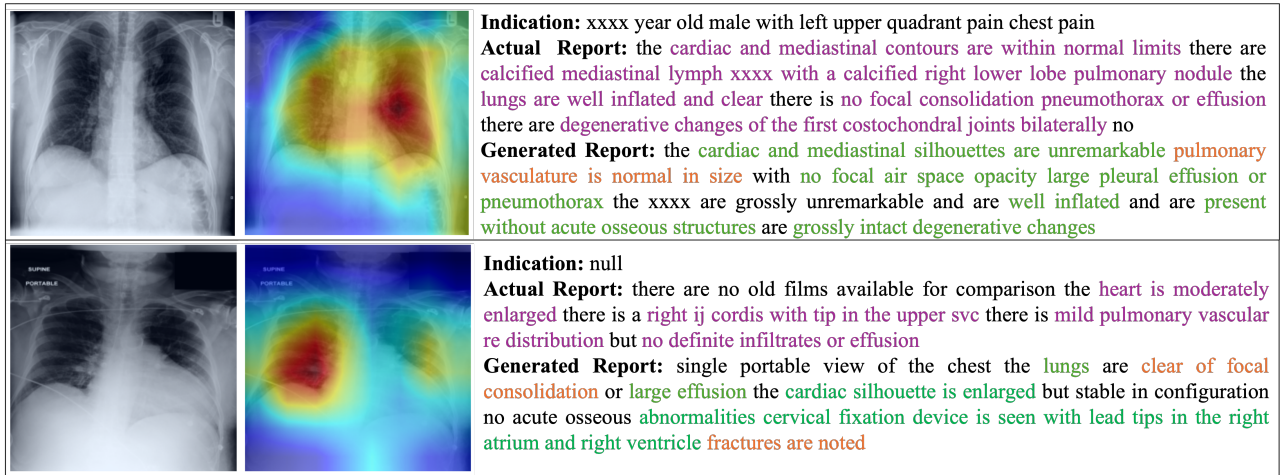 L
L
Indication: xxxx year old male with left upper quadrant pain chest pain
Actual Report: the cardiac and mediastinal contours are within normal limits there are
calcified mediastinal lymph xxxx with a calcified right lower lobe pulmonary nodule the
lungs are well inflated and clear there is no focal consolidation pneumothorax or effusion
there are degenerative changes of the first costochondral joints bilaterally no
Generated Report: the cardiac and mediastinal silhouettes are unremarkable pulmonary
vasculature is normal in size with no focal air space opacity large pleural effusion or
pneumothorax the xxxx are grossly unremarkable and are well inflated and are present
without acute osseous structures are grossly intact degenerative changes
SUPINE
PORTABLE
SUPINE
PORTABLE
Indication: null
Actual Report: there are no old films available for comparison the heart is moderately
enlarged there is a right ij cordis with tip in the upper svc there is mild pulmonary vascular
re distribution but no definite infiltrates or effusion
Generated Report: single portable view of the chest the lungs are clear of focal
consolidation or large effusion the cardiac silhouette is enlarged but stable in configuration
no acute osseous abnormalities cervical fixation device is seen with lead tips in the right
atrium and right ventricle fractures are noted